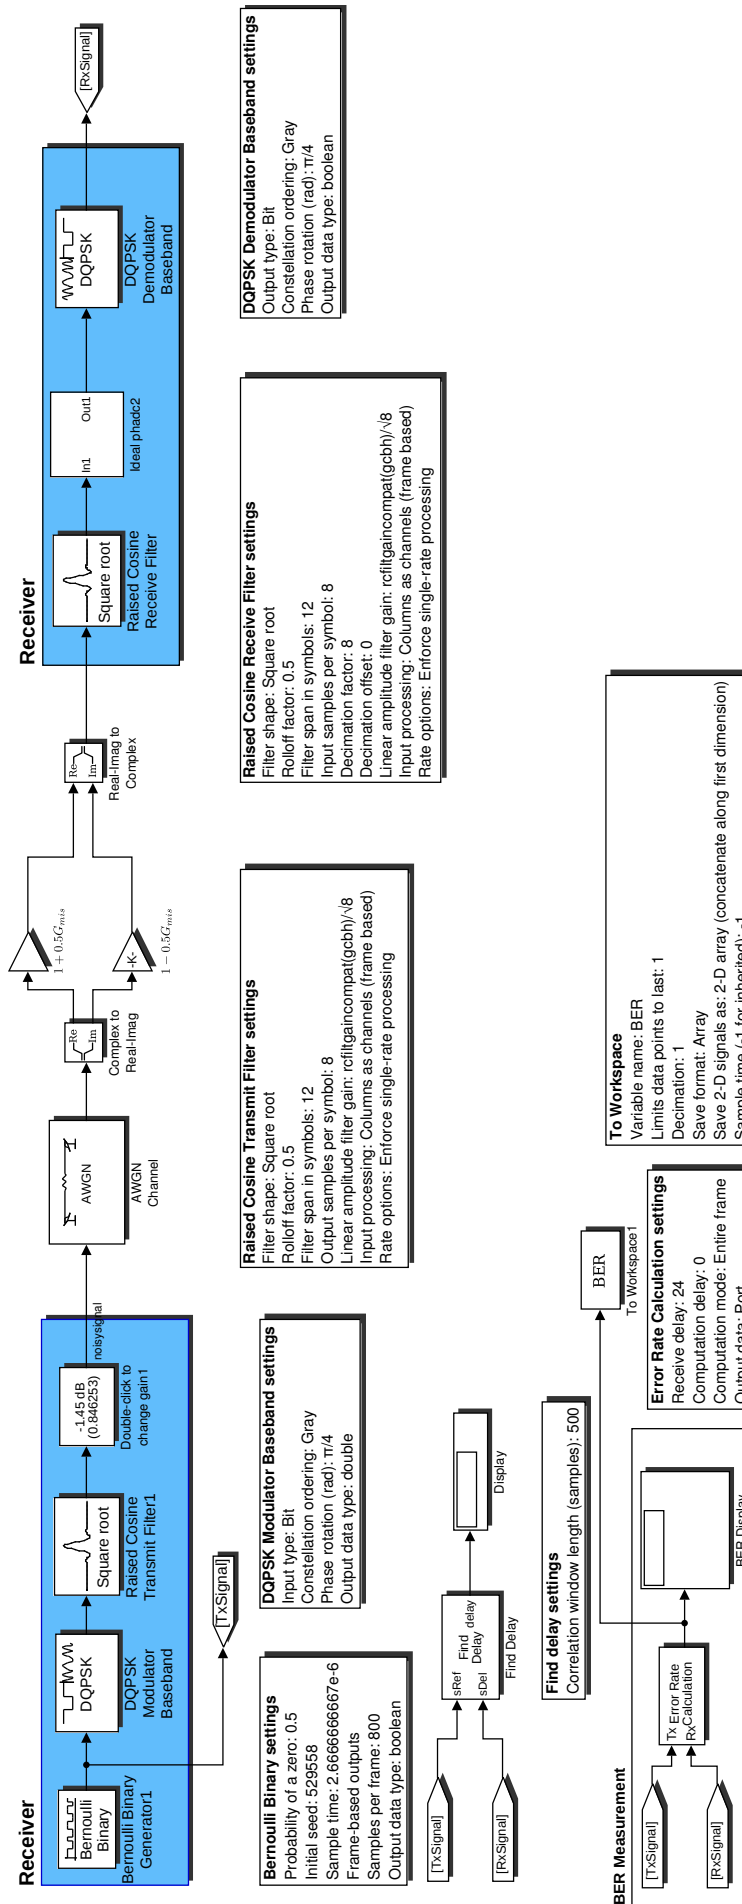 Receiver
Bernoulli
Binary
Bernoulli Binary
Generator1
DQPSK
DQPSK
Modulator
Baseband
Square root
Raised Cosine
Transmit Filter1
-1.45 dB
(0.846253)
Double-click to
change gain1
noisysignal
[TxSignal]
AWGN
AWGN
Channel
Re
Im
Complex to
Real-Imag
1 + 0.5G_{mis}
-K-
1 − 0.5G_{mis}
Re
Im
Real-Imag to
Complex
Receiver
Square root
Raised Cosine
Receive Filter
In1
Out1
Ideal phadc2
DQPSK
DQPSK
Demodulator
Baseband
[RxSignal]
Bernoulli Binary settings
Probability of a zero: 0.5
Initial seed: 529558
Sample time: 2.6666666667e-6
Frame-based outputs
Samples per frame: 800
Output data type: boolean
DQPSK Modulator Baseband settings
Input type: Bit
Constellation ordering: Gray
Phase rotation (rad): π/4
Output data type: double
Raised Cosine Transmit Filter settings
Filter shape: Square root
Rolloff factor: 0.5
Filter span in symbols: 12
Output samples per symbol: 8
Linear amplitude filter gain: rcfiltgaincompat(gcbh)/√8
Input processing: Columns as channels (frame based)
Rate options: Enforce single-rate processing
Raised Cosine Receive Filter settings
Filter shape: Square root
Rolloff factor: 0.5
Filter span in symbols: 12
Input samples per symbol: 8
Decimation factor: 8
Decimation offset: 0
Linear amplitude filter gain: rcfiltgaincompat(gcbh)/√8
Input processing: Columns as channels (frame based)
Rate options: Enforce single-rate processing
DQPSK Demodulator Baseband settings
Output type: Bit
Constellation ordering: Gray
Phase rotation (rad): π/4
Output data type: boolean
[TxSignal]
[RxSignal]
sRef
sDel
Find
Delay
delay
Find Delay
Display
Find delay settings
Correlation window length (samples): 500
BER Measurement
[TxSignal]
[RxSignal]
Tx Error Rate
Rx Calculation
BER Display
BER
To Workspace1
Error Rate Calculation settings
Receive delay: 24
Computation delay: 0
Computation mode: Entire frame
Output data: Port
To Workspace
Variable name: BER
Limits data points to last: 1
Decimation: 1
Save format: Array
Save 2-D signals as: 2-D array (concatenate along first dimension)
Sample time (-1 for inherited): -1